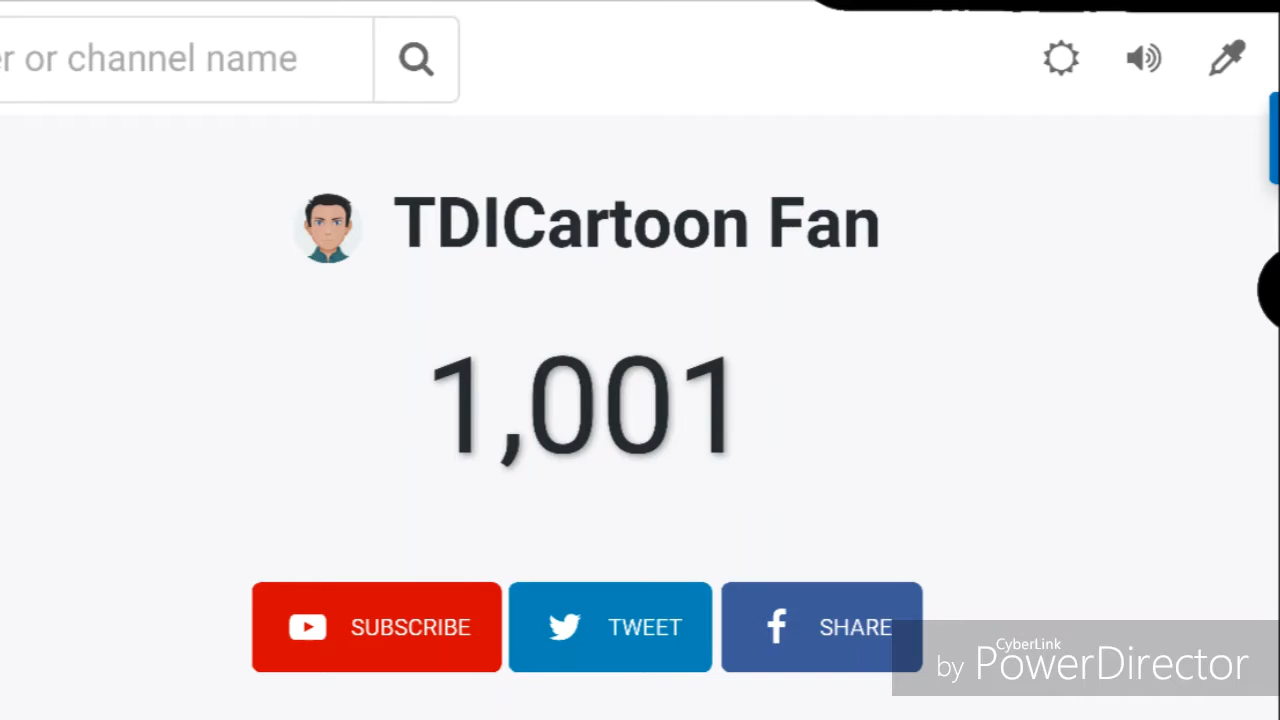 er or channel name
TDICartoon Fan
1,001
SUBSCRIBE
TWEET
SHARE
CyberLink
by PowerDirector